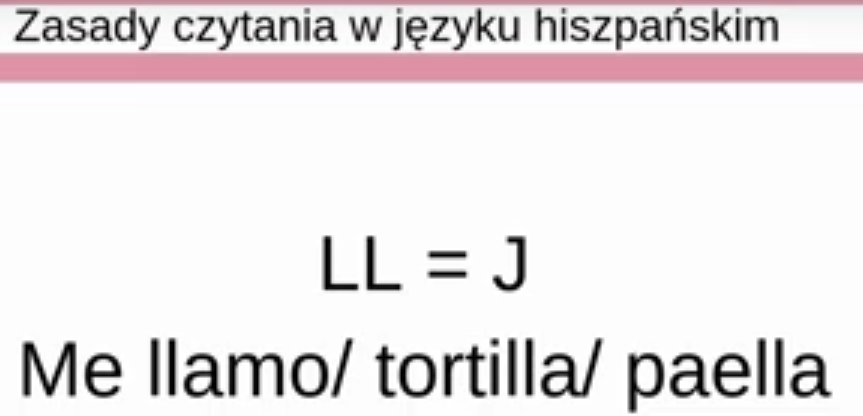 Zasady czytania w języku hiszpańskim
LL = J
Me llamo/ tortilla/ paella